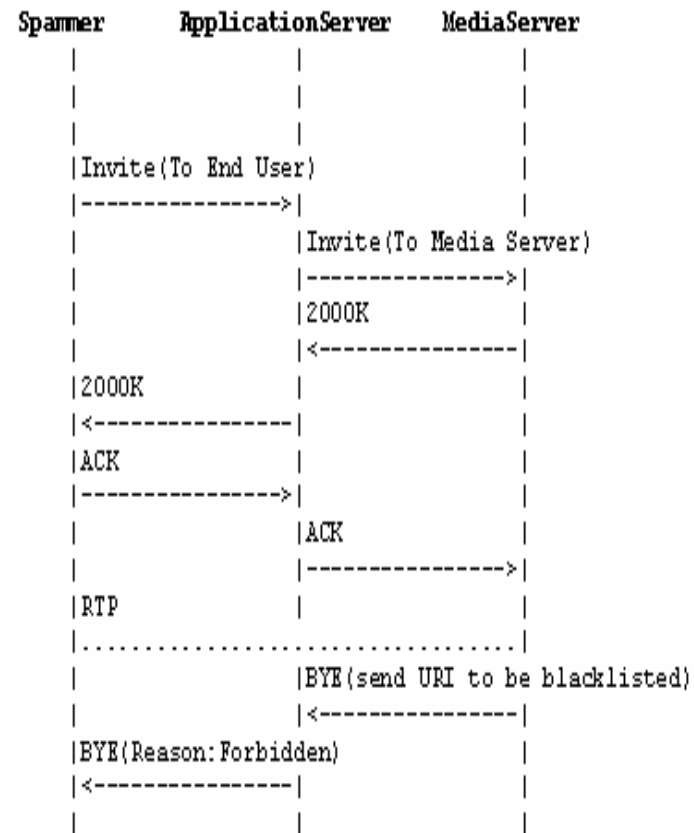 Spammer ApplicationServer MediaServer
Invite(To End User)
Invite(To Media Server)
200OK
200OK
ACK
ACK
RTP
BYE(send URI to be blacklisted)
BYE(Reason:Forbidden)